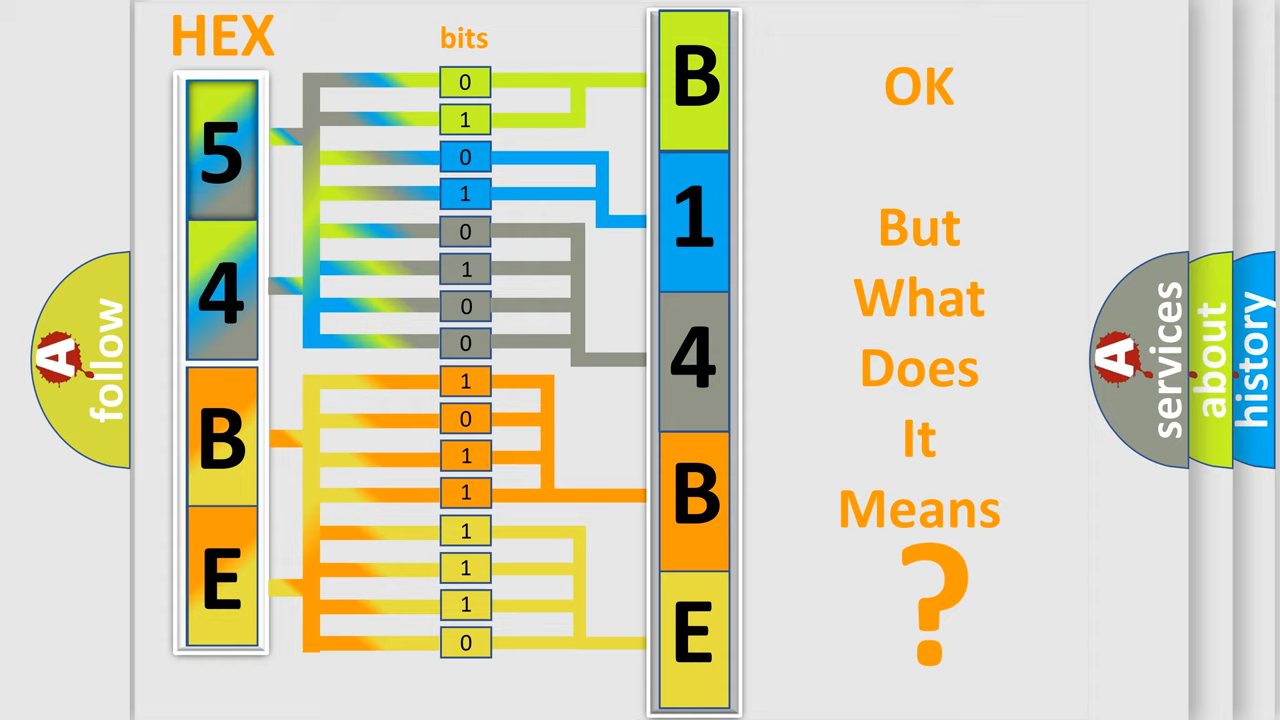 HEX
bits
5
4
B
E
0
1
0
1
0
1
0
0
1
0
1
1
1
1
1
0
B
1
4
B
E
OK
But
What
Does
It
Means
?
A
follow
A
services
about
history